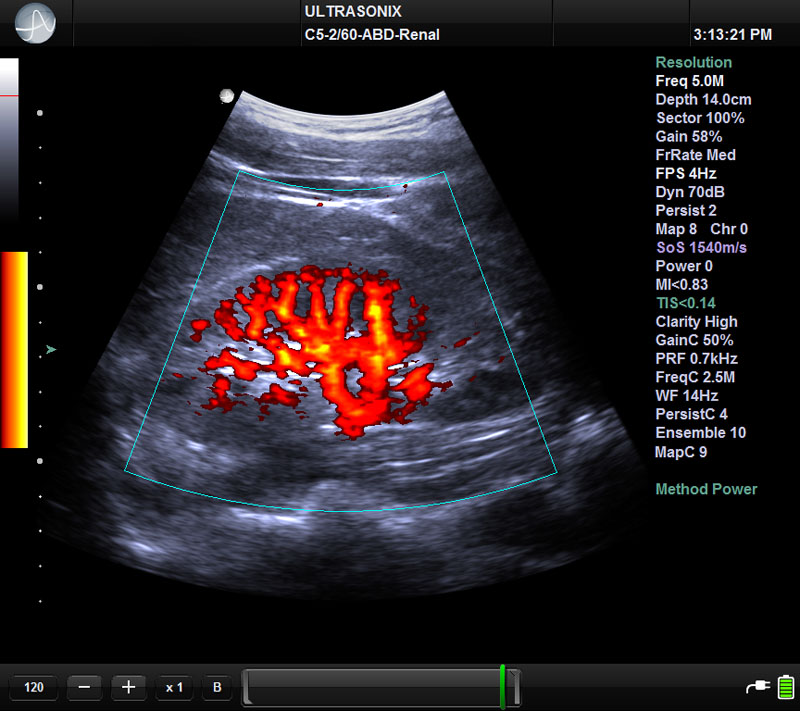 ULTRASONIX
C5-2/60-ABD-Renal
3:13:21 PM
Resolution
Freq 5.0M
Depth 14.0cm
Sector 100%
Gain 58%
FrRate Med
FPS 4Hz
Dyn 70dB
Persist 2
Map 8 Chr 0
SoS 1540m/s
Power 0
MI<0.83
TIS<0.14
Clarity High
GainC 50%
PRF 0.7kHz
FreqC 2.5M
WF 14Hz
PersistC 4
Ensemble 10
MapC 9
Method Power
120 − + x 1 B